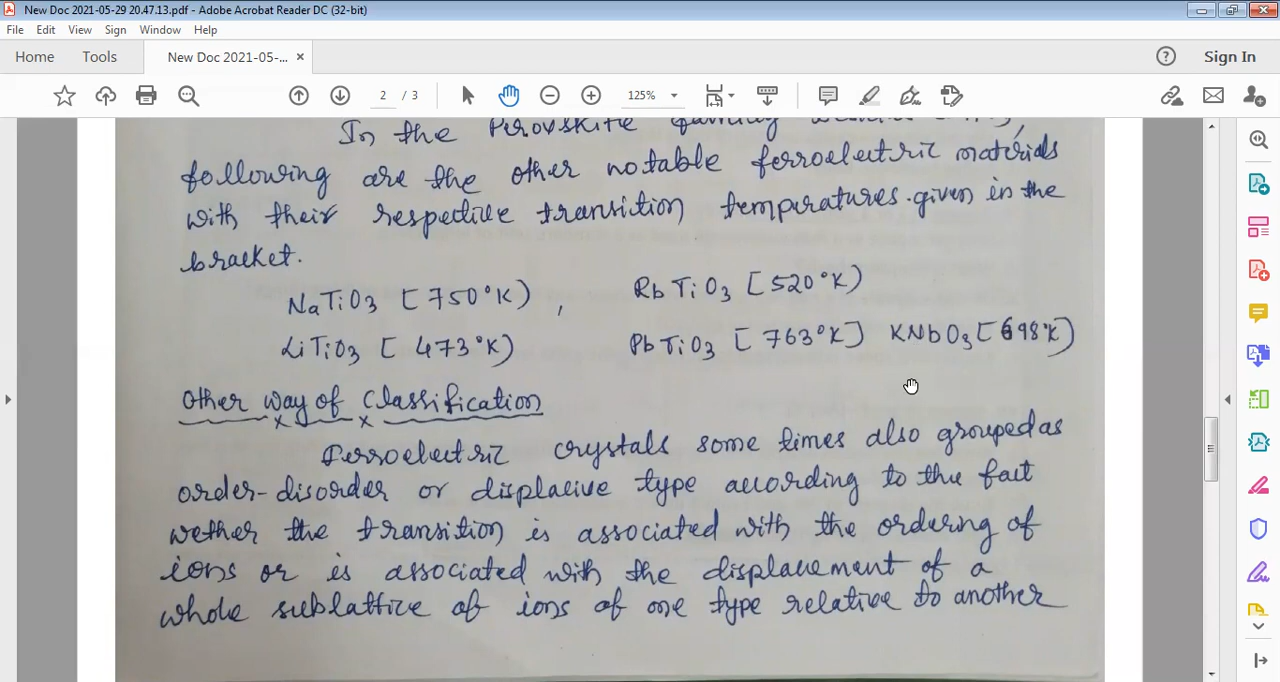 New Doc 2021-05-29 20.47.13.pdf - Adobe Acrobat Reader DC (32-bit)
File Edit View Sign Window Help
Home Tools New Doc 2021-05-... × Sign In
2 / 3 125%
In the Perovskite family
following are the other notable ferroelectric materials
with their respective transition temperatures given in the
bracket.
NaTiO3 [750°K), RbTiO3 [520°K)
LiTiO3 [473°K) PbTiO3 [763°K] KNbO3 [698°K)
Other way of classification
Ferroelectric crystals some times also grouped as
order-disorder or displacive type according to the fact
wether the transition is associated with the ordering of
ions or is associated with the displacement of a
whole sublattice of ions of one type relative to another